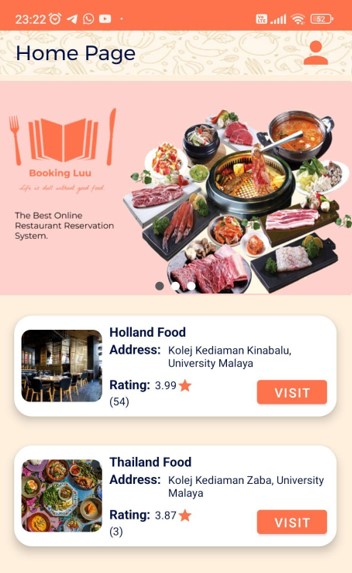 23:22
92
Home Page
Booking Luu
Life is but without good food
The Best Online
Restaurant Reservation
System.
Holland Food
Address: Kolej Kediaman Kinabalu,
University Malaya
Rating: 3.99
(54)
VISIT
Thailand Food
Address: Kolej Kediaman Zaba, University
Malaya
Rating: 3.87
(3)
VISIT